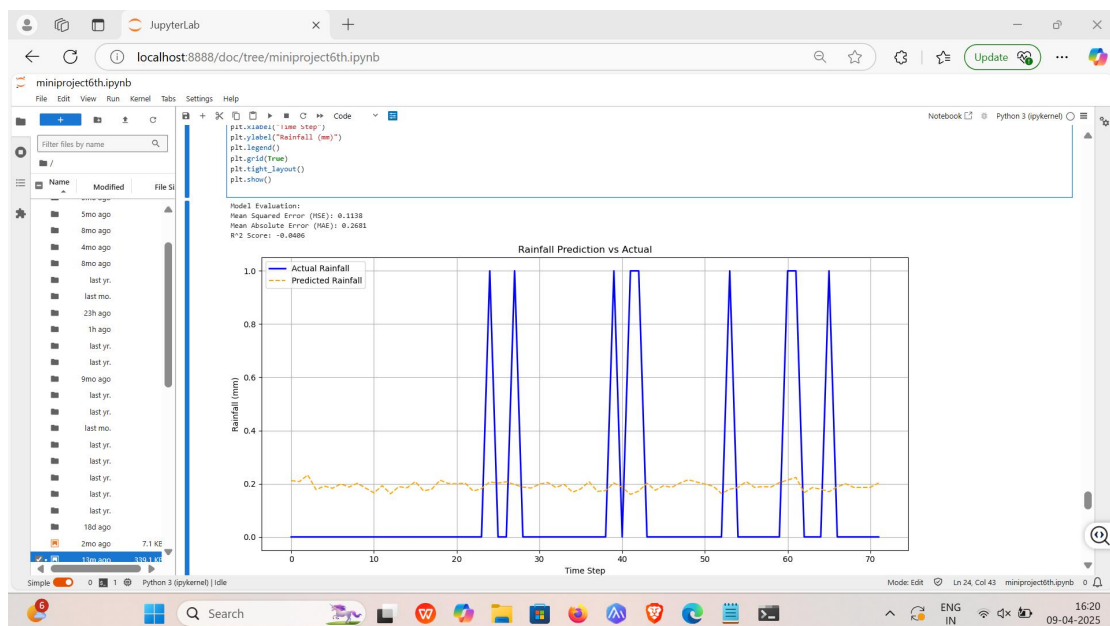 JupyterLab
localhost:8888/doc/tree/miniproject6th.ipynb
Update
miniproject6th.ipynb
File Edit View Run Kernel Tabs Settings Help
Code
Notebook
Python 3 (ipykernel)
Filter files by name
/
Name Modified File Si
5mo ago
8mo ago
4mo ago
8mo ago
last yr.
last mo.
23h ago
1h ago
last yr.
last yr.
9mo ago
last yr.
last yr.
last mo.
last yr.
last yr.
last yr.
last yr.
last yr.
18d ago
2mo ago 7.1 KB
13m ago 339.1 KB
plt.xlabel("Time Step")
plt.ylabel("Rainfall (mm)")
plt.legend()
plt.grid(True)
plt.tight_layout()
plt.show()
Model Evaluation:
Mean Squared Error (MSE): 0.1138
Mean Absolute Error (MAE): 0.2681
R^2 Score: -0.0406
Rainfall Prediction vs Actual
Actual Rainfall
Predicted Rainfall
1.0
0.8
0.6
0.4
0.2
0.0
Rainfall (mm)
0 10 20 30 40 50 60 70
Time Step
Simple 0 1 Python 3 (ipykernel) | Idle
Mode: Edit Ln 24, Col 43 miniproject6th.ipynb 0
6
Search
ENG
IN
16:20
09-04-2025